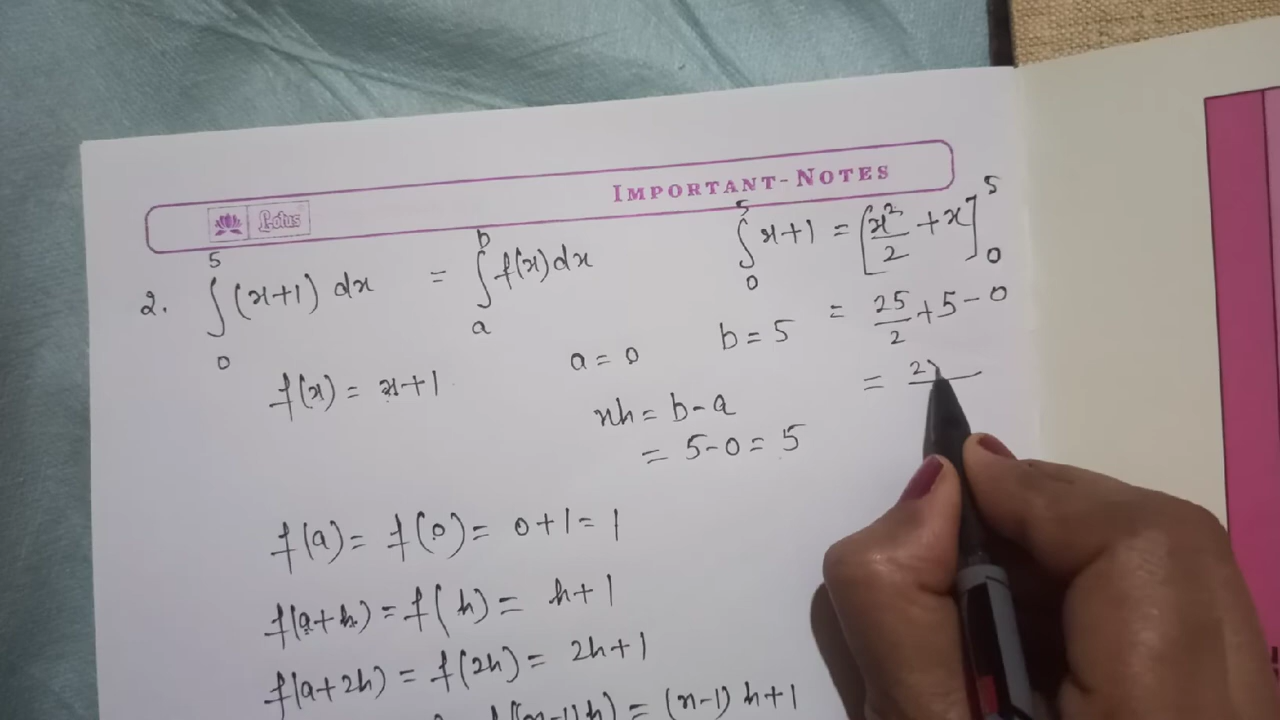 IMPORTANT-NOTES
Lotus
2. ∫₀⁵ (x+1) dx = ∫ₐᵇ f(x) dx
f(x) = x+1
a = 0 b = 5
nh = b-a
= 5-0 = 5
f(a) = f(0) = 0+1 = 1
f(a+h) = f(h) = h+1
f(a+2h) = f(2h) = 2h+1
f((n-1)h) = (n-1) h+1
∫₀⁵ x+1 = [x²/2 + x]₀⁵
= 25/2 + 5 - 0
=